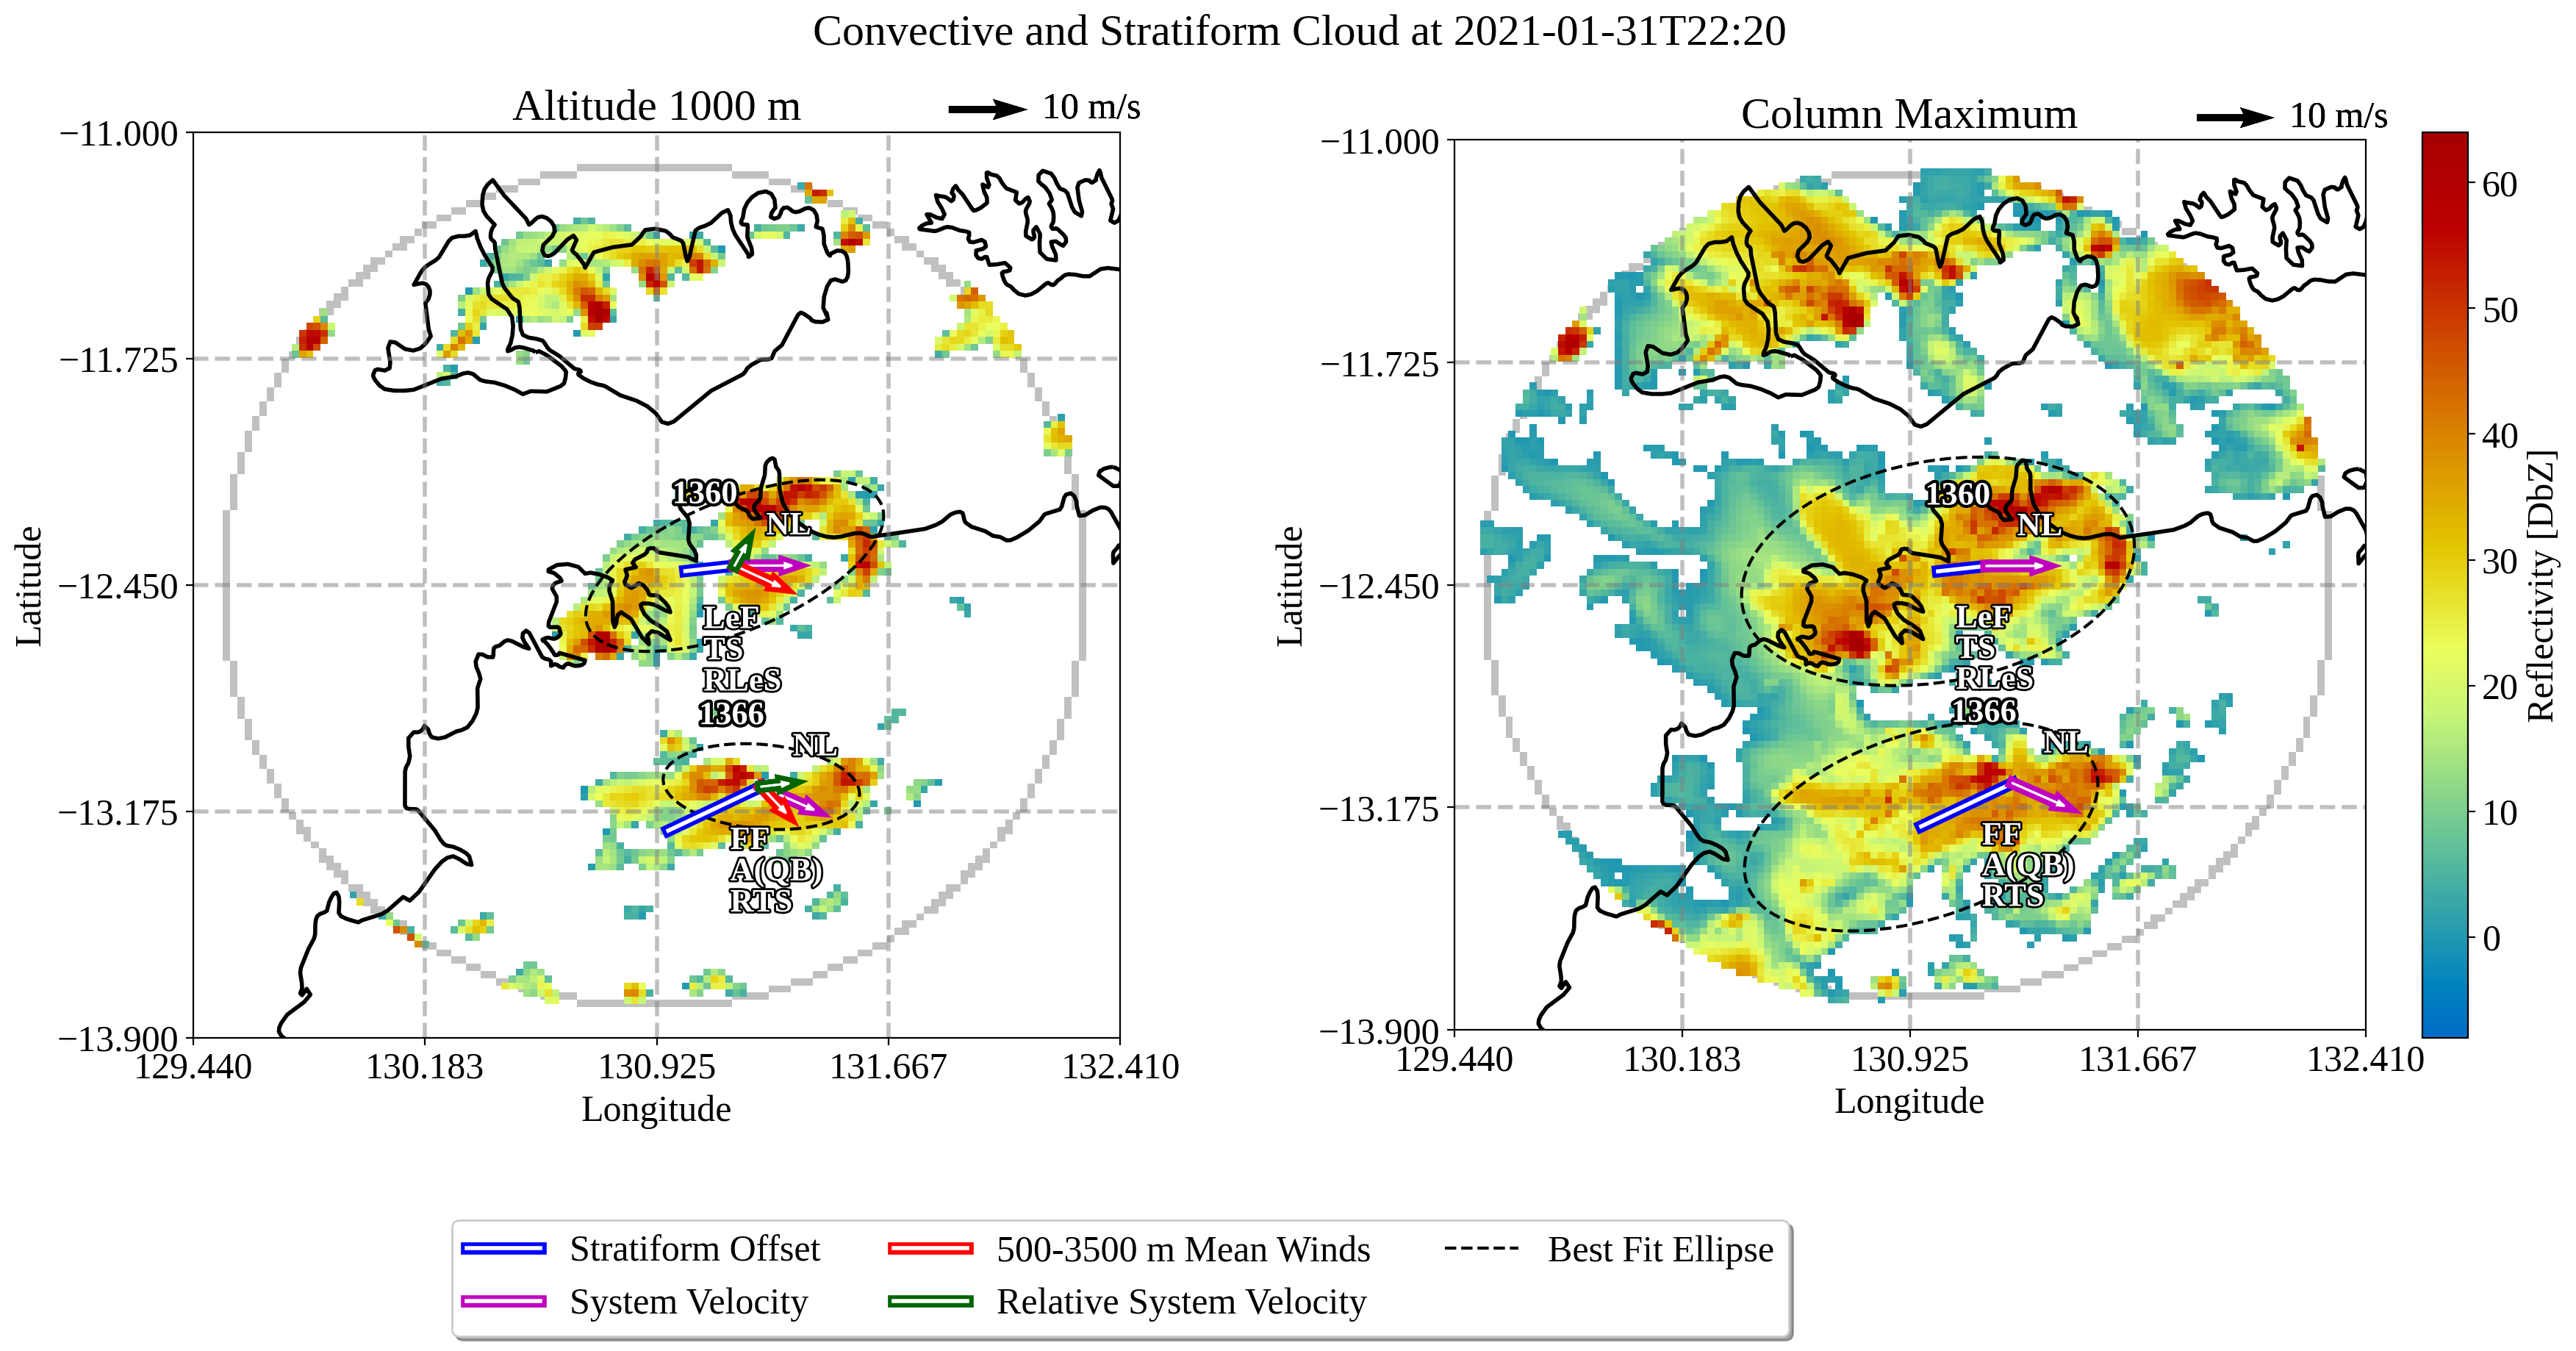 Convective and Stratiform Cloud at 2021-01-31T22:20
Altitude 1000 m
10 m/s
−11.000
−11.725
−12.450
−13.175
−13.900
Latitude
129.440
130.183
130.925
131.667
132.410
Longitude
1360
NL
LeF
TS
RLeS
1366
NL
FF
A(QB)
RTS
Column Maximum
10 m/s
−11.000
−11.725
−12.450
−13.175
−13.900
Latitude
129.440
130.183
130.925
131.667
132.410
Longitude
1360
NL
LeF
TS
RLeS
1366
NL
FF
A(QB)
RTS
60
50
40
30
20
10
0
Reflectivity [DbZ]
Stratiform Offset
System Velocity
500-3500 m Mean Winds
Relative System Velocity
Best Fit Ellipse